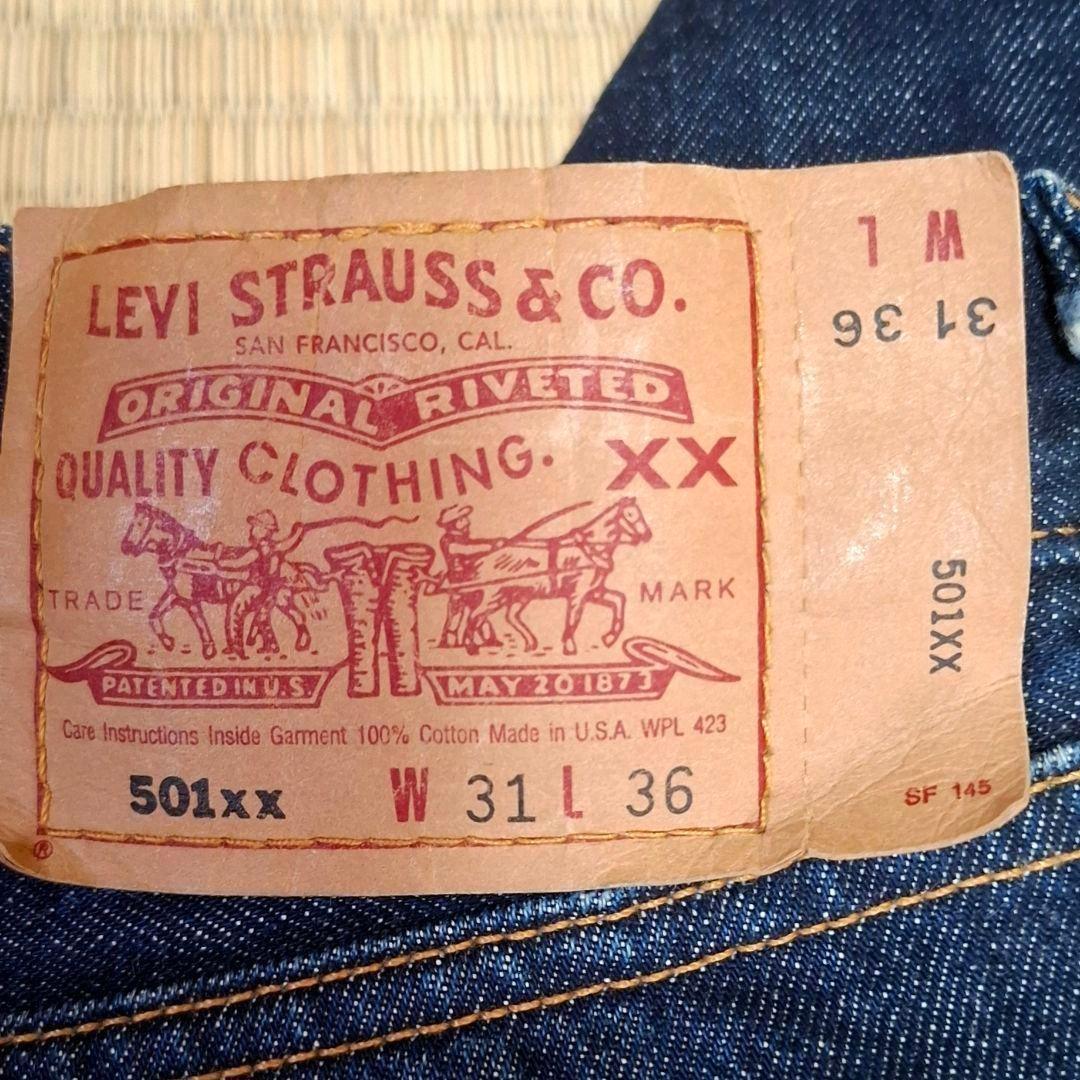 LEVI STRAUSS & CO.
SAN FRANCISCO, CAL.
ORIGINAL RIVETED
QUALITY CLOTHING. XX
TRADE MARK
PATENTED IN U.S. MAY 20 1873
Care Instructions Inside Garment 100% Cotton Made in U.S.A. WPL 423
501xx W 31 L 36
®
W L
31 36
501XX
SF 145